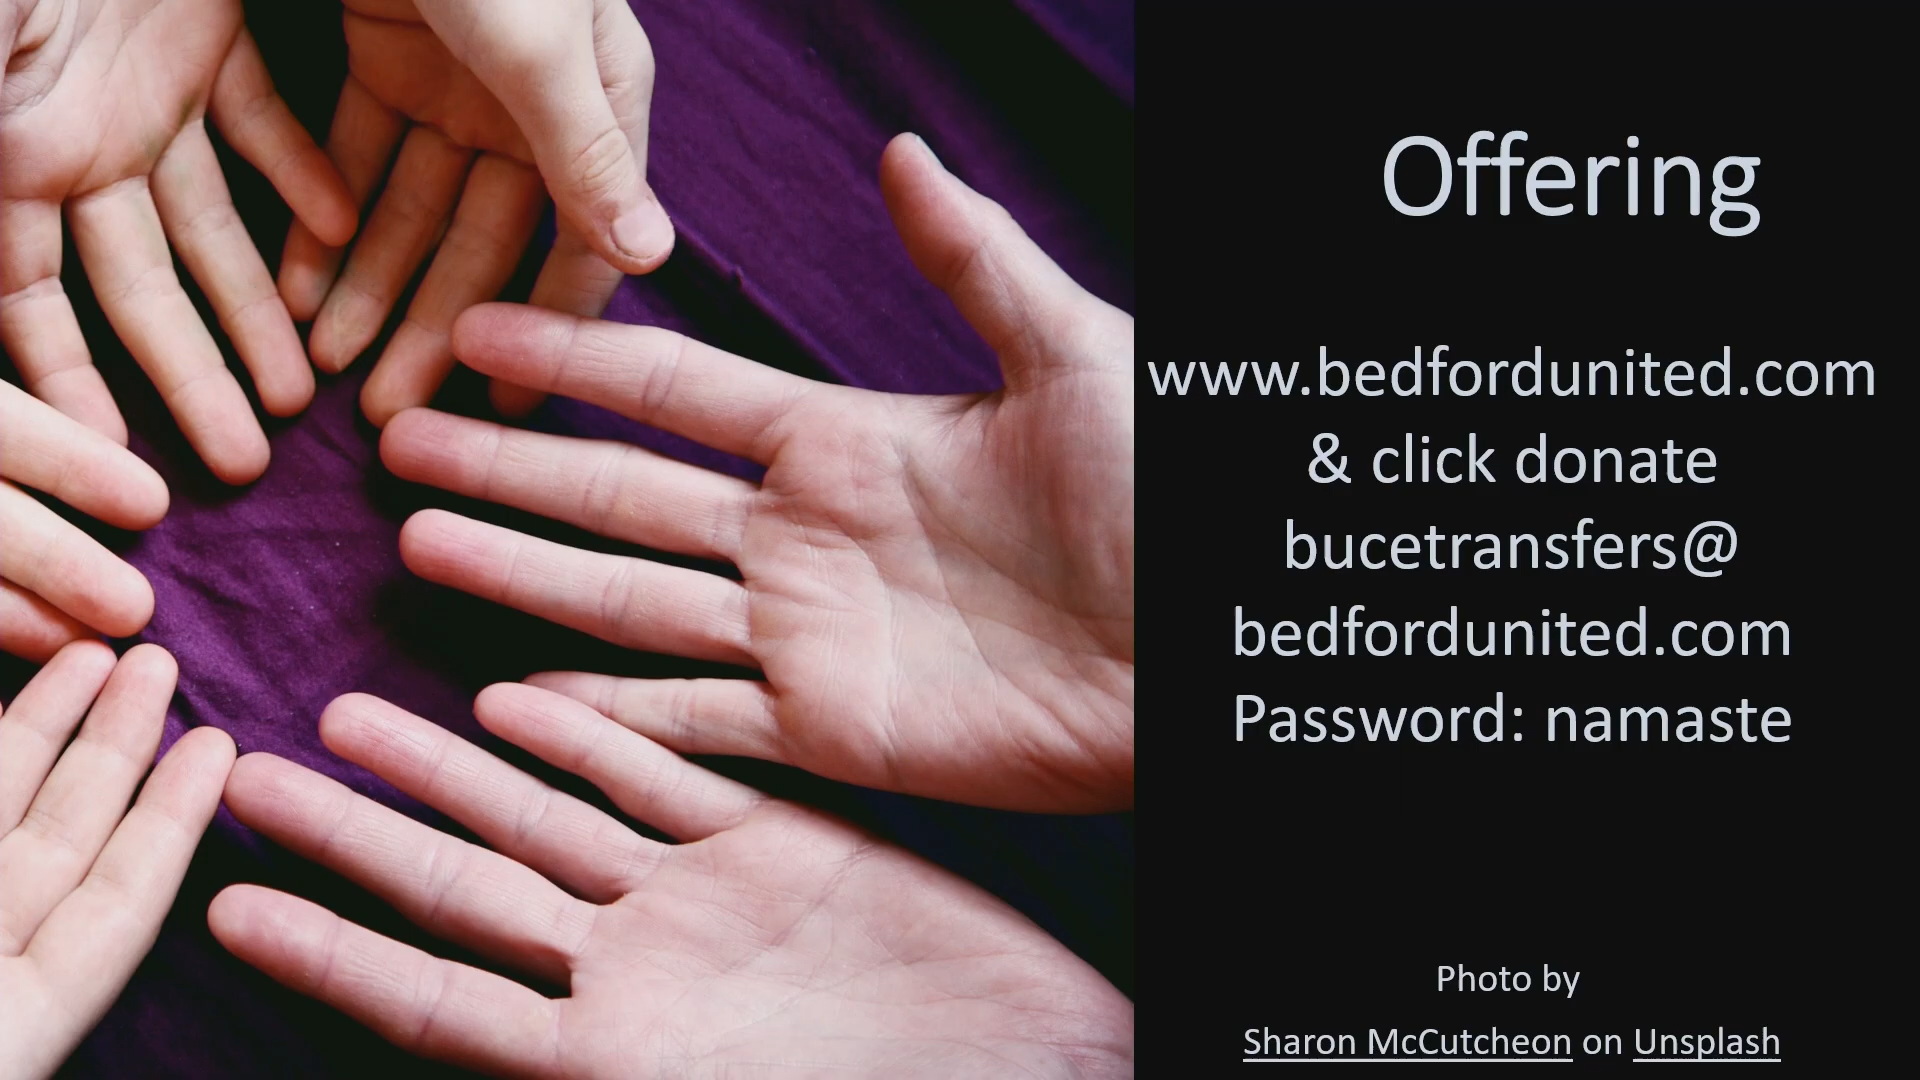 Offering
www.bedfordunited.com
& click donate
bucetransfers@
bedfordunited.com
Password: namaste
Photo by
Sharon McCutcheon on Unsplash